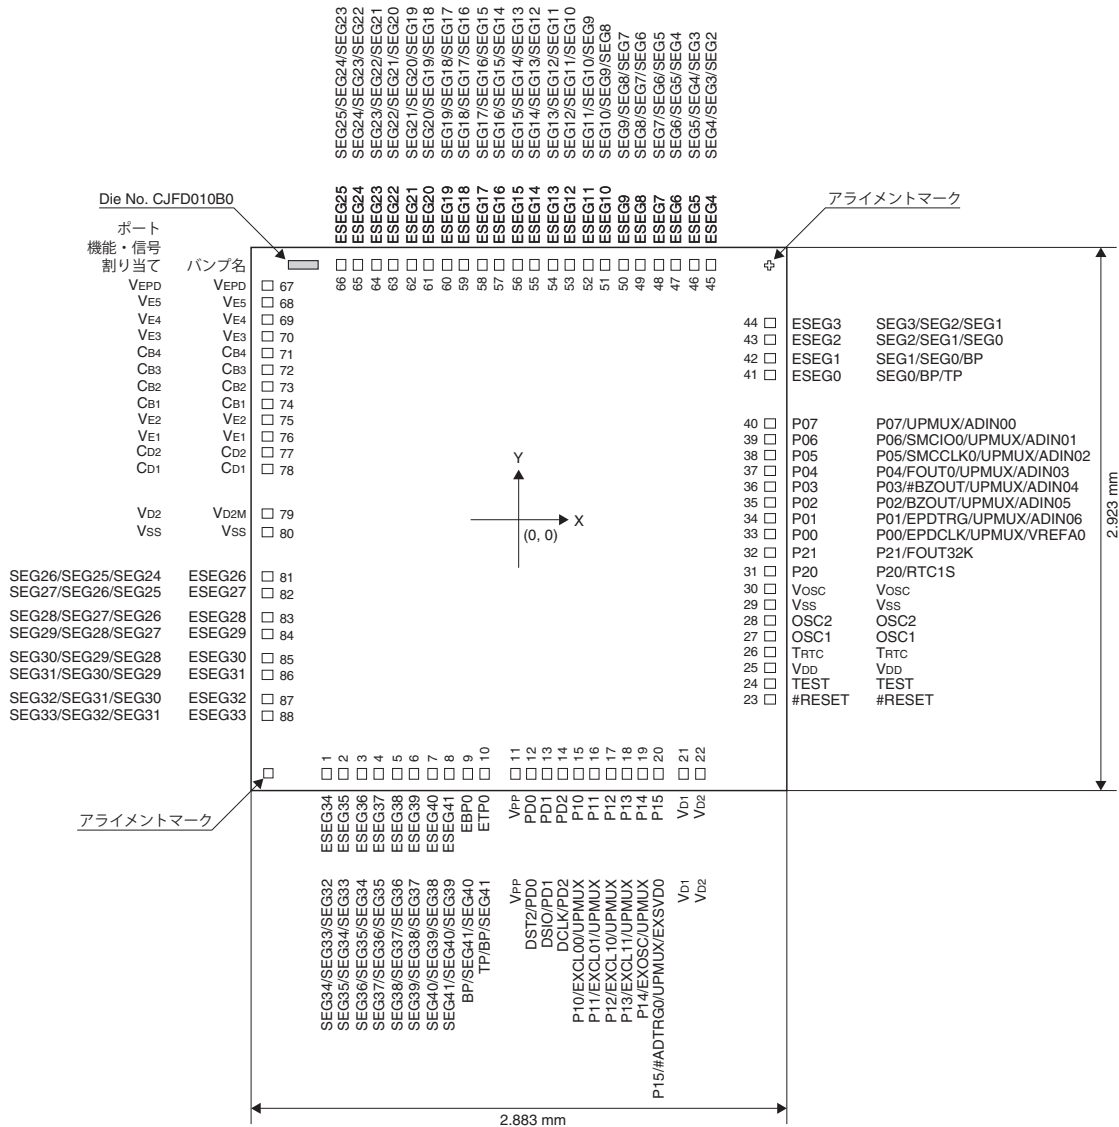 SEG25/SEG24/SEG23
SEG24/SEG23/SEG22
SEG23/SEG22/SEG21
SEG22/SEG21/SEG20
SEG21/SEG20/SEG19
SEG20/SEG19/SEG18
SEG19/SEG18/SEG17
SEG18/SEG17/SEG16
SEG17/SEG16/SEG15
SEG16/SEG15/SEG14
SEG15/SEG14/SEG13
SEG14/SEG13/SEG12
SEG13/SEG12/SEG11
SEG12/SEG11/SEG10
SEG11/SEG10/SEG9
SEG10/SEG9/SEG8
SEG9/SEG8/SEG7
SEG8/SEG7/SEG6
SEG7/SEG6/SEG5
SEG6/SEG5/SEG4
SEG5/SEG4/SEG3
SEG4/SEG3/SEG2
ESEG25
ESEG24
ESEG23
ESEG22
ESEG21
ESEG20
ESEG19
ESEG18
ESEG17
ESEG16
ESEG15
ESEG14
ESEG13
ESEG12
ESEG11
ESEG10
ESEG9
ESEG8
ESEG7
ESEG6
ESEG5
ESEG4
Die No. CJFD010B0
アライメントマーク
ポート
機能・信号
割り当て バンプ名
66 65 64 63 62 61 60 59 58 57 56 55 54 53 52 51 50 49 48 47 46 45
VEPD VEPD 67
VE5 VE5 68
VE4 VE4 69
VE3 VE3 70
CB4 CB4 71
CB3 CB3 72
CB2 CB2 73
CB1 CB1 74
VE2 VE2 75
VE1 VE1 76
CD2 CD2 77
CD1 CD1 78
VD2 VD2M 79
VSS VSS 80
SEG26/SEG25/SEG24 ESEG26 81
SEG27/SEG26/SEG25 ESEG27 82
SEG28/SEG27/SEG26 ESEG28 83
SEG29/SEG28/SEG27 ESEG29 84
SEG30/SEG29/SEG28 ESEG30 85
SEG31/SEG30/SEG29 ESEG31 86
SEG32/SEG31/SEG30 ESEG32 87
SEG33/SEG32/SEG31 ESEG33 88
Y
X
(0, 0)
44 ESEG3 SEG3/SEG2/SEG1
43 ESEG2 SEG2/SEG1/SEG0
42 ESEG1 SEG1/SEG0/BP
41 ESEG0 SEG0/BP/TP
40 P07 P07/UPMUX/ADIN00
39 P06 P06/SMCIO0/UPMUX/ADIN01
38 P05 P05/SMCCLK0/UPMUX/ADIN02
37 P04 P04/FOUT0/UPMUX/ADIN03
36 P03 P03/#BZOUT/UPMUX/ADIN04
35 P02 P02/BZOUT/UPMUX/ADIN05
34 P01 P01/EPDTRG/UPMUX/ADIN06
33 P00 P00/EPDCLK/UPMUX/VREFA0
32 P21 P21/FOUT32K
31 P20 P20/RTC1S
30 VOSC VOSC
29 VSS VSS
28 OSC2 OSC2
27 OSC1 OSC1
26 TRTC TRTC
25 VDD VDD
24 TEST TEST
23 #RESET #RESET
2.923 mm
アライメントマーク
1 2 3 4 5 6 7 8 9 10 11 12 13 14 15 16 17 18 19 20 21 22
ESEG34
ESEG35
ESEG36
ESEG37
ESEG38
ESEG39
ESEG40
ESEG41
EBP0
ETP0
VPP
PD0
PD1
PD2
P10
P11
P12
P13
P14
P15
VD1
VD2
SEG34/SEG33/SEG32
SEG35/SEG34/SEG33
SEG36/SEG35/SEG34
SEG37/SEG36/SEG35
SEG38/SEG37/SEG36
SEG39/SEG38/SEG37
SEG40/SEG39/SEG38
SEG41/SEG40/SEG39
BP/SEG41/SEG40
TP/BP/SEG41
VPP
DST2/PD0
DSIO/PD1
DCLK/PD2
P10/EXCL00/UPMUX
P11/EXCL01/UPMUX
P12/EXCL10/UPMUX
P13/EXCL11/UPMUX
P14/EXOSC/UPMUX
P15/#ADTRG0/UPMUX/EXSVD0
VD1
VD2
2.883 mm